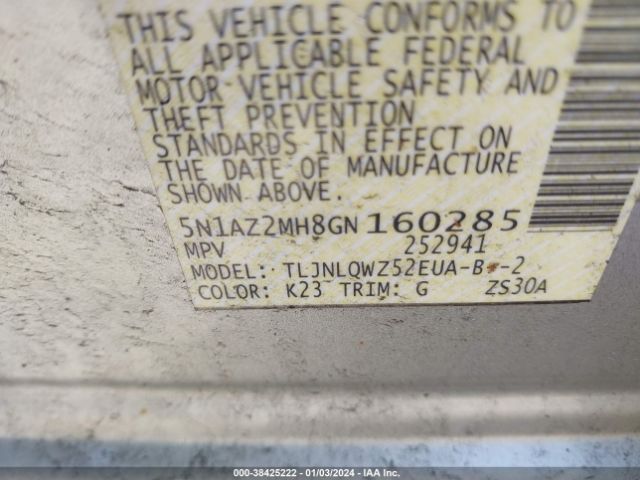 THIS VEHICLE CONFORMS TO
ALL APPLICABLE FEDERAL
MOTOR VEHICLE SAFETY AND
THEFT PREVENTION
STANDARDS IN EFFECT ON
THE DATE OF MANUFACTURE
SHOWN ABOVE.
5N1AZ2MH8GN160285
MPV 252941
MODEL: TLJNLQWZ52EUA-B--2
COLOR: K23 TRIM: G ZS30A
000-38425222 - 01/03/2024 - IAA Inc.